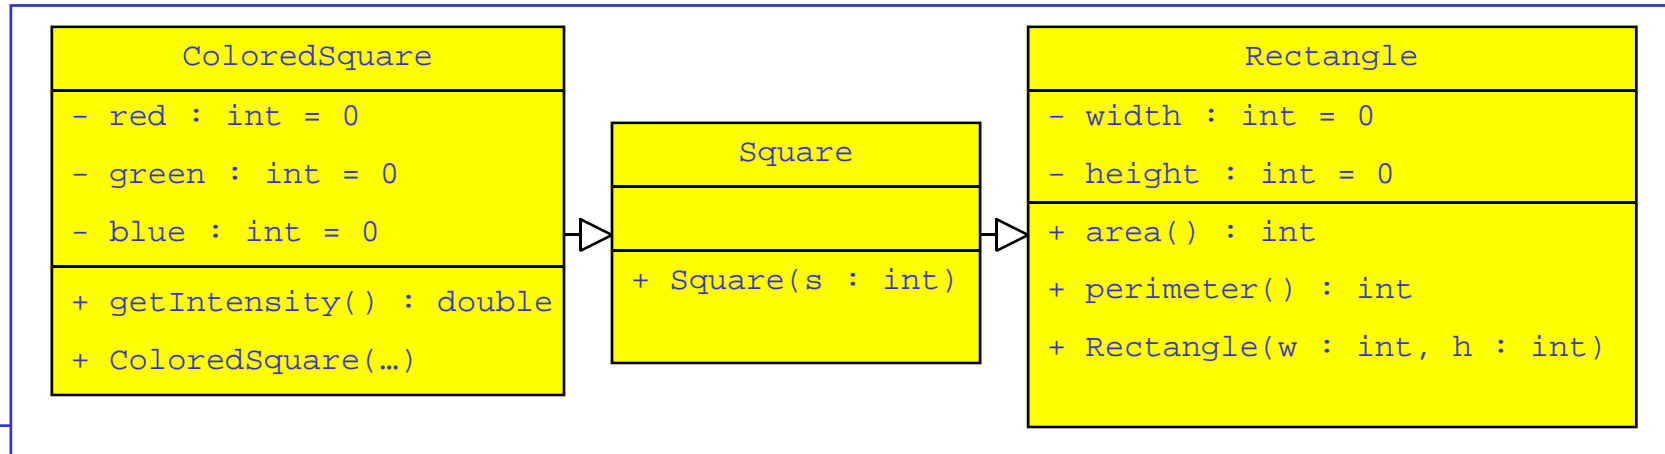 ColoredSquare
- red : int = 0
- green : int = 0
- blue : int = 0
+ getIntensity() : double
+ ColoredSquare(…)
Square
+ Square(s : int)
Rectangle
- width : int = 0
- height : int = 0
+ area() : int
+ perimeter() : int
+ Rectangle(w : int, h : int)